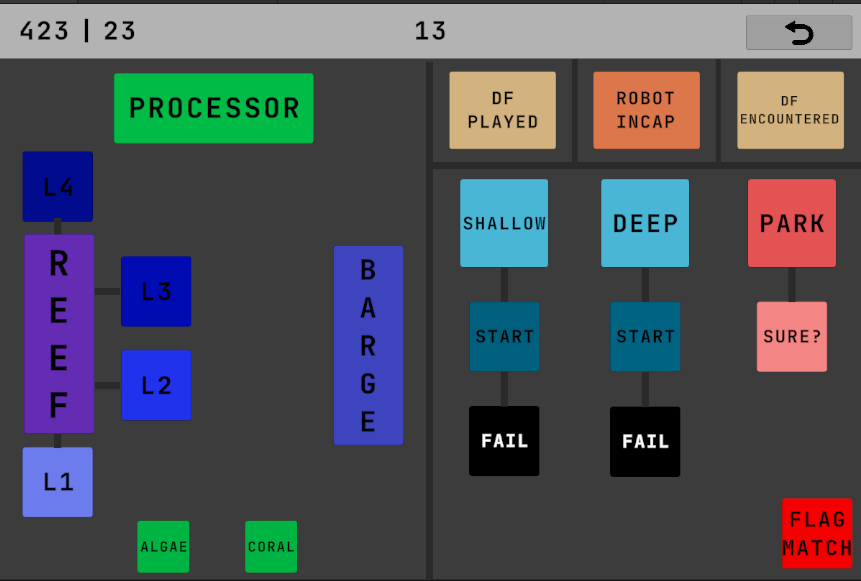 423 | 23
13
PROCESSOR
L4
REEF
L3
L2
L1
BARGE
ALGAE
CORAL
DF
PLAYED
ROBOT
INCAP
DF
ENCOUNTERED
SHALLOW
DEEP
PARK
START
START
SURE?
FAIL
FAIL
FLAG
MATCH